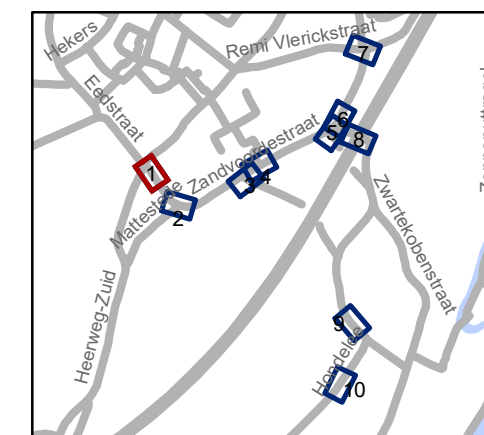 Hekers
Remi Vlerickstraat
7
Eedstraat
6
5
8
Zandvoordestraat
1
4
3
Mattestede
2
Zwartekobenstraat
Heerweg-Zuid
9
Hondelee
10